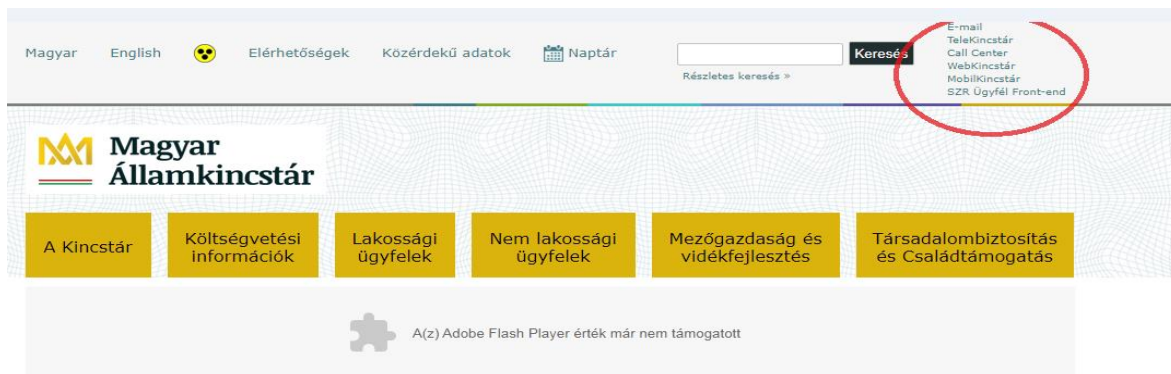 Magyar English Elérhetőségek Közérdekű adatok Naptár
Keresés
Részletes keresés »
E-mail
TeleKincstár
Call Center
WebKincstár
MobilKincstár
SZR Ügyfél Front-end
Magyar
Államkincstár
A Kincstár
Költségvetési
információk
Lakossági
ügyfelek
Nem lakossági
ügyfelek
Mezőgazdaság és
vidékfejlesztés
Társadalombiztosítás
és Családtámogatás
A(z) Adobe Flash Player érték már nem támogatott